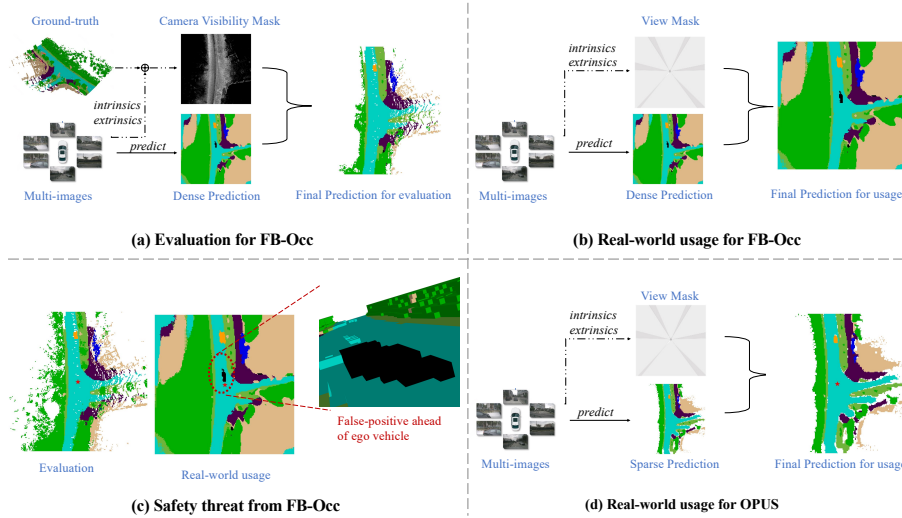 Ground-truth
Camera Visibility Mask
intrinsics
extrinsics
predict
Multi-images
Dense Prediction
Final Prediction for evaluation
(a) Evaluation for FB-Occ
View Mask
intrinsics
extrinsics
predict
Multi-images
Dense Prediction
Final Prediction for usage
(b) Real-world usage for FB-Occ
False-positive ahead
of ego vehicle
Evaluation
Real-world usage
(c) Safety threat from FB-Occ
View Mask
intrinsics
extrinsics
predict
Multi-images
Sparse Prediction
Final Prediction for usage
(d) Real-world usage for OPUS